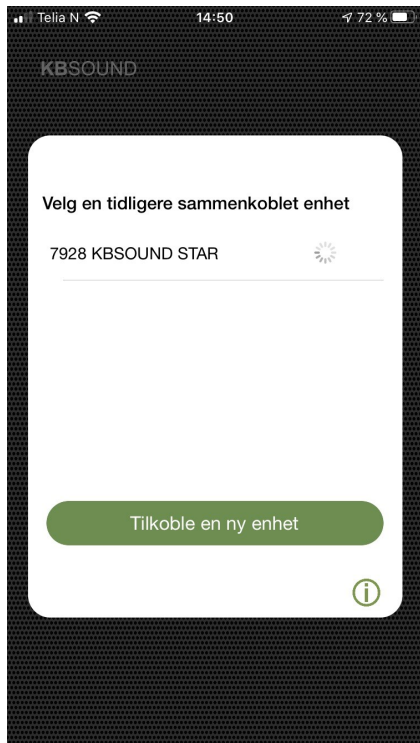 Telia N 14:50 72 %
KBSOUND
Velg en tidligere sammenkoblet enhet
7928 KBSOUND STAR
Tilkoble en ny enhet